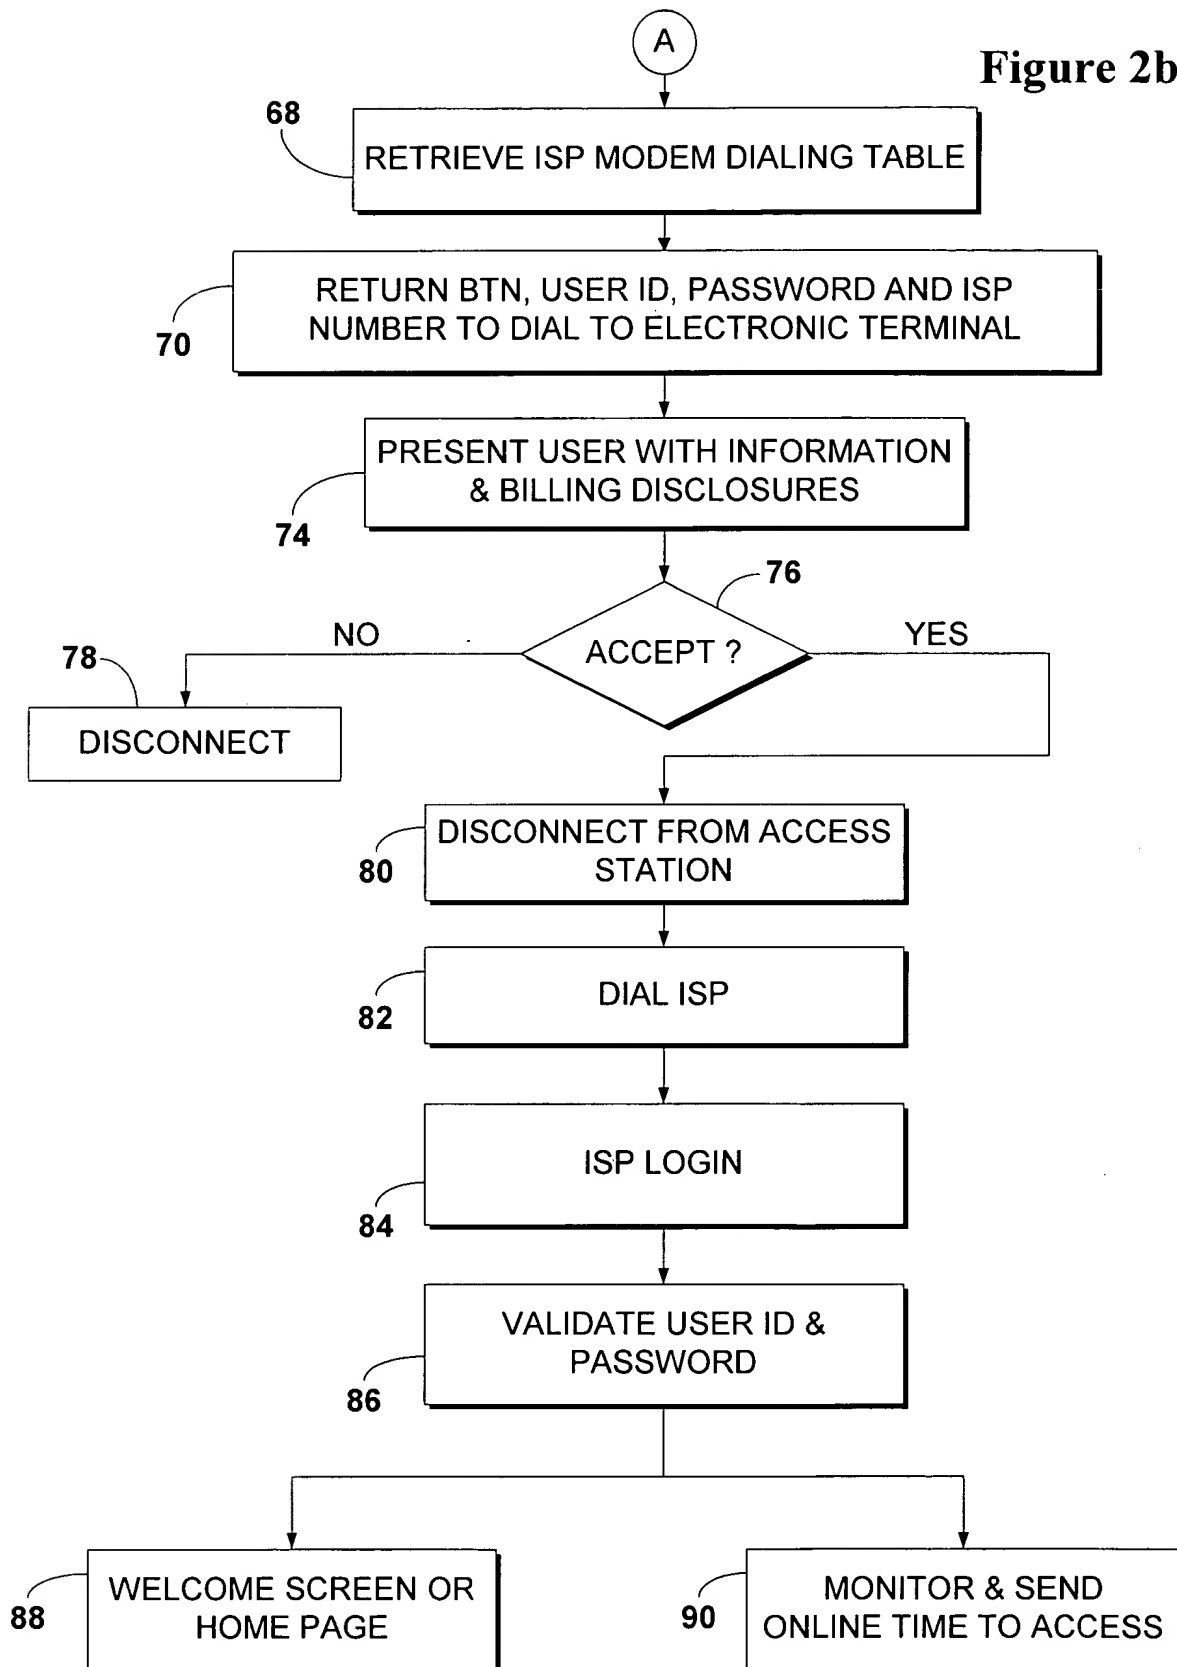 A
Figure 2b
68
RETRIEVE ISP MODEM DIALING TABLE
RETURN BTN, USER ID, PASSWORD AND ISP
NUMBER TO DIAL TO ELECTRONIC TERMINAL
70
PRESENT USER WITH INFORMATION
& BILLING DISCLOSURES
74
76
NO
ACCEPT ?
YES
78
DISCONNECT
DISCONNECT FROM ACCESS
STATION
80
DIAL ISP
82
ISP LOGIN
84
VALIDATE USER ID &
PASSWORD
86
WELCOME SCREEN OR
HOME PAGE
88
MONITOR & SEND
ONLINE TIME TO ACCESS
90